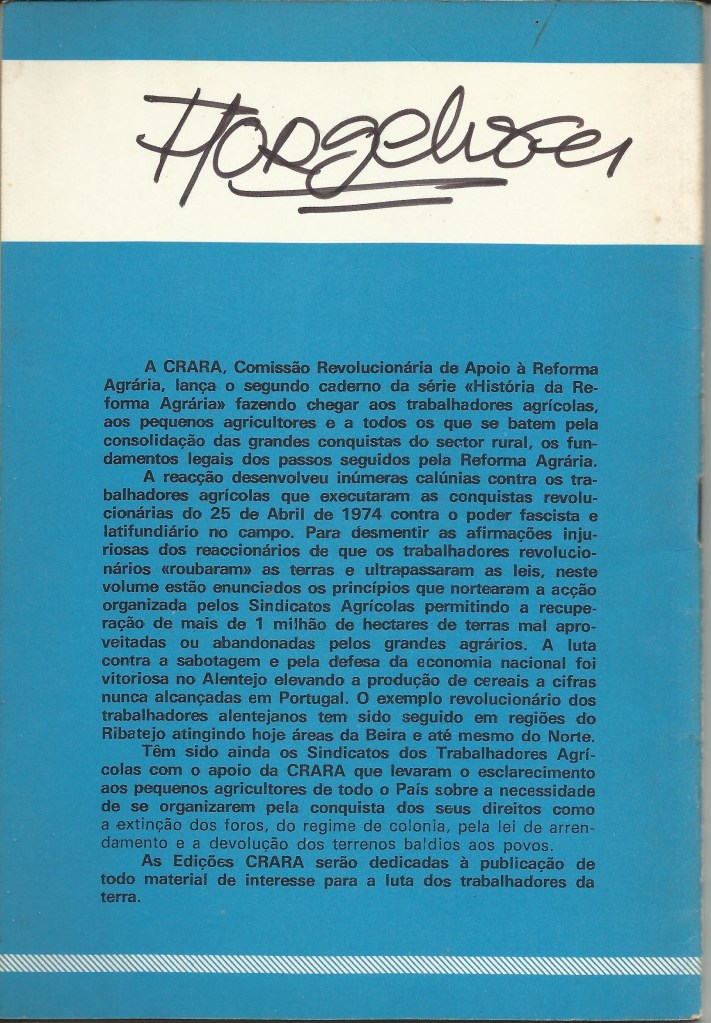 A CRARA, Comissão Revolucionária de Apoio à Reforma
Agrária, lança o segundo caderno da série «História da Re-
forma Agrária» fazendo chegar aos trabalhadores agrícolas,
aos pequenos agricultores e a todos os que se batem pela
consolidação das grandes conquistas do sector rural, os fun-
damentos legais dos passos seguidos pela Reforma Agrária.
A reacção desenvolveu inúmeras calúnias contra os tra-
balhadores agrícolas que executaram as conquistas revolu-
cionárias do 25 de Abril de 1974 contra o poder fascista e
latifundiário no campo. Para desmentir as afirmações inju-
riosas dos reaccionários de que os trabalhadores revolucio-
nários «roubaram» as terras e ultrapassaram as leis, neste
volume estão enunciados os princípios que nortearam a acção
organizada pelos Sindicatos Agrícolas permitindo a recupe-
ração de mais de 1 milhão de hectares de terras mal apro-
veitadas ou abandonadas pelos grandes agrários. A luta
contra a sabotagem e pela defesa da economia nacional foi
vitoriosa no Alentejo elevando a produção de cereais a cifras
nunca alcançadas em Portugal. O exemplo revolucionário dos
trabalhadores alentejanos tem sido seguido em regiões do
Ribatejo atingindo hoje áreas da Beira e até mesmo do Norte.
Têm sido ainda os Sindicatos dos Trabalhadores Agrí-
colas com o apoio da CRARA que levaram o esclarecimento
aos pequenos agricultores de todo o País sobre a necessidade
de se organizarem pela conquista dos seus direitos como
a extinção dos foros, do regime de colonia, pela lei de arren-
damento e a devolução dos terrenos baldios aos povos.
As Edições CRARA serão dedicadas à publicação de
todo material de interesse para a luta dos trabalhadores da
terra.